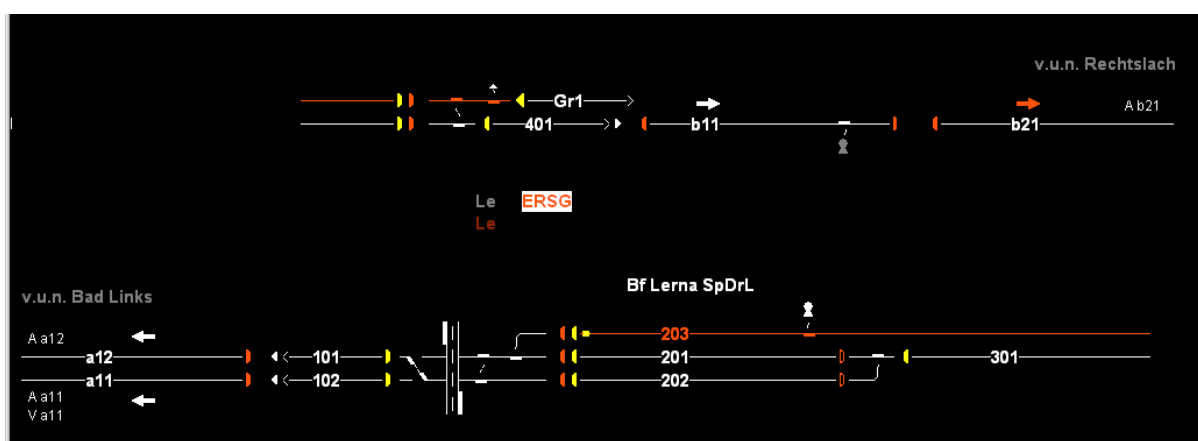 v.u.n. Rechtslach
Gr1
A b21
401
b11
b21
Le ERSG
Le
Bf Lerna SpDrL
v.u.n. Bad Links
A a12
203
a12
101
201
301
a11
102
202
A a11
V a11